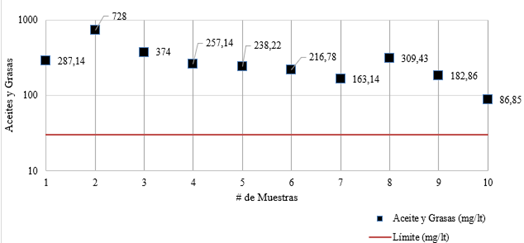 Aceites y Grasas
1000
100
10
287,14
728
374
257,14
238,22
216,78
163,14
309,43
182,86
86,85
1 2 3 4 5 6 7 8 9 10
# de Muestras
Aceite y Grasas (mg/lt)
Límite (mg/lt)